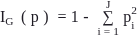 I_G ( p ) = 1 - \sum_{i = 1}^{J} p_i^2